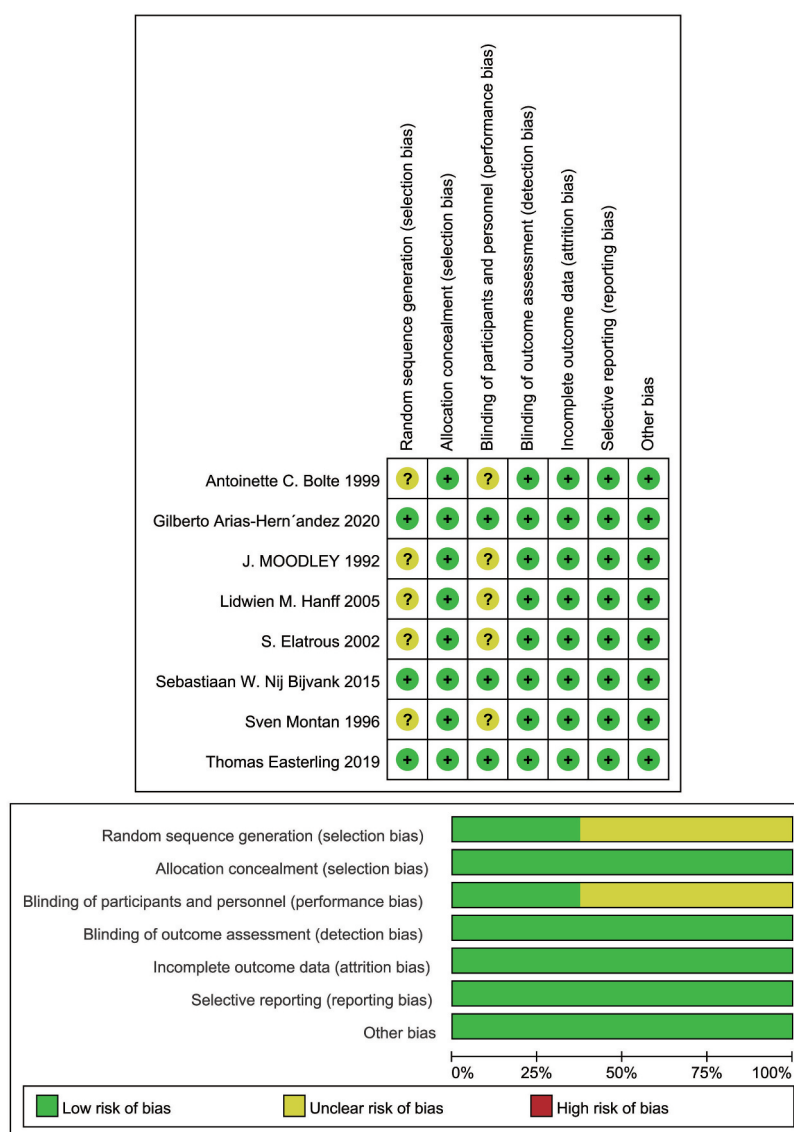 Random sequence generation (selection bias)
Allocation concealment (selection bias)
Blinding of participants and personnel (performance bias)
Blinding of outcome assessment (detection bias)
Incomplete outcome data (attrition bias)
Selective reporting (reporting bias)
Other bias
Antoinette C. Bolte 1999 ? + ? + + + +
Gilberto Arias-Hern´andez 2020 + + + + + + +
J. MOODLEY 1992 ? + ? + + + +
Lidwien M. Hanff 2005 ? + ? + + + +
S. Elatrous 2002 ? + ? + + + +
Sebastiaan W. Nij Bijvank 2015 + + + + + + +
Sven Montan 1996 ? + ? + + + +
Thomas Easterling 2019 + + + + + + +
Random sequence generation (selection bias)
Allocation concealment (selection bias)
Blinding of participants and personnel (performance bias)
Blinding of outcome assessment (detection bias)
Incomplete outcome data (attrition bias)
Selective reporting (reporting bias)
Other bias
0% 25% 50% 75% 100%
Low risk of bias Unclear risk of bias High risk of bias